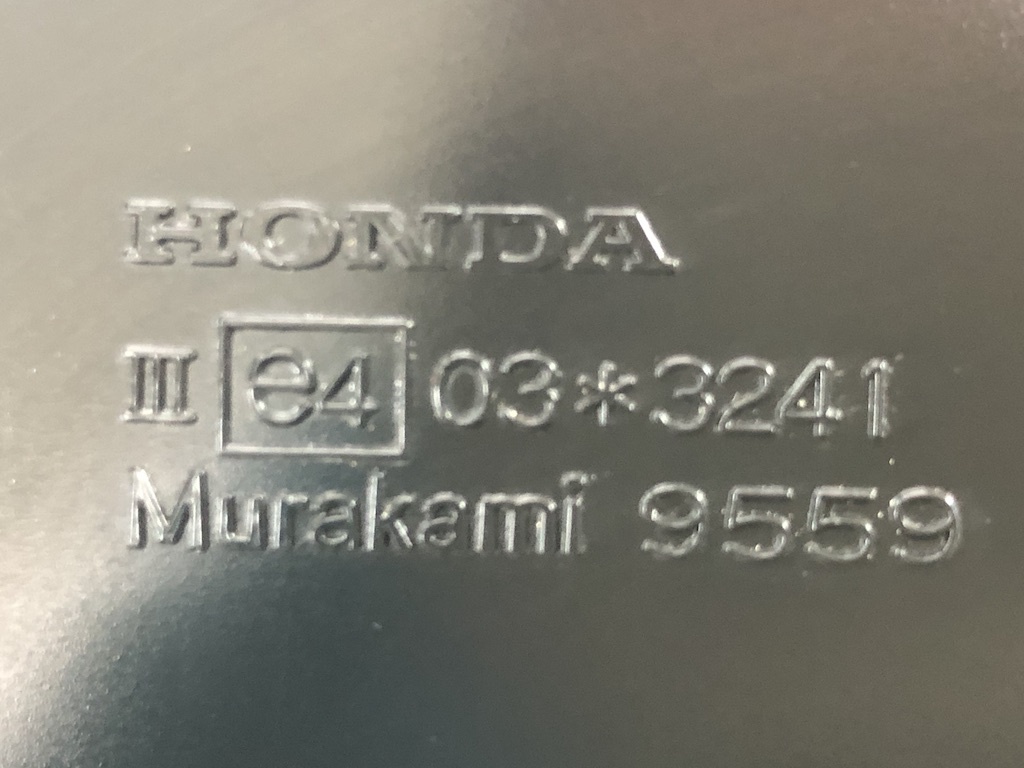 HONDA
III e4 03*3241
Murakami 9559